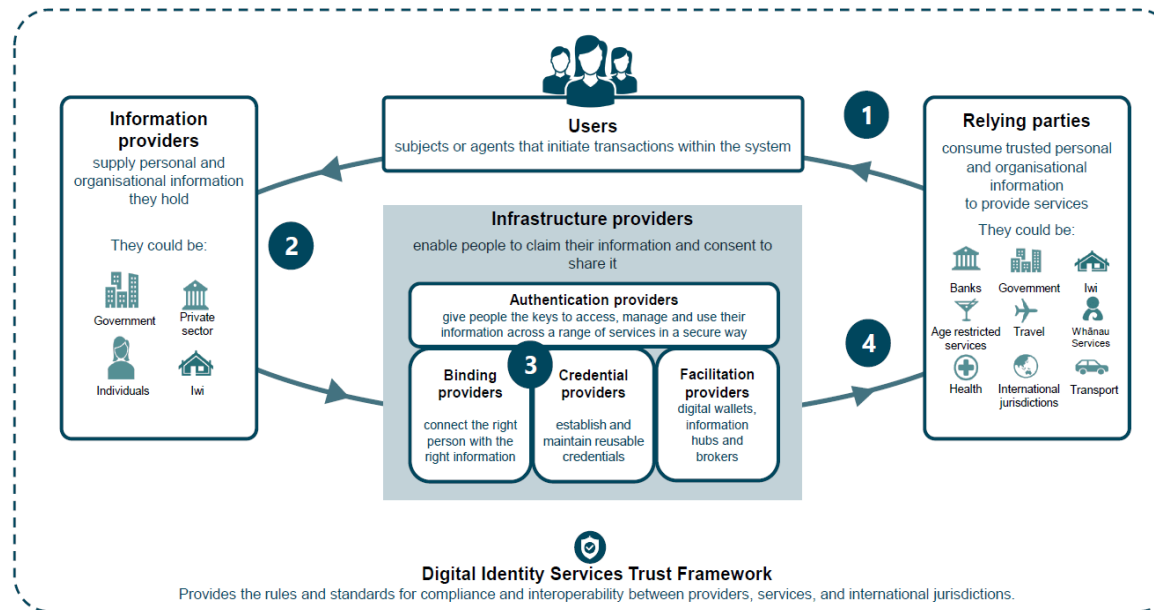 Users
subjects or agents that initiate transactions within the system
1
Information
providers
supply personal and
organisational information
they hold
They could be:
Government
Private
sector
Individuals
Iwi
2
Infrastructure providers
enable people to claim their information and consent to
share it
Authentication providers
give people the keys to access, manage and use their
information across a range of services in a secure way
3
Binding
providers
connect the right
person with the
right information
Credential
providers
establish and
maintain reusable
credentials
Facilitation
providers
digital wallets,
information
hubs and
brokers
4
Relying parties
consume trusted personal
and organisational
information
to provide services
They could be:
Banks
Government
Iwi
Age restricted
services
Travel
Whānau
Services
Health
International
jurisdictions
Transport
Digital Identity Services Trust Framework
Provides the rules and standards for compliance and interoperability between providers, services, and international jurisdictions.